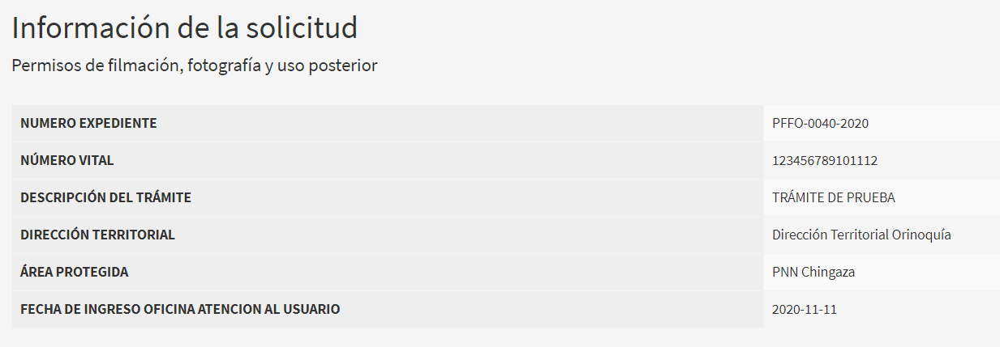 Información de la solicitud
Permisos de filmación, fotografía y uso posterior
NUMERO EXPEDIENTE PFFO-0040-2020
NÚMERO VITAL 123456789101112
DESCRIPCIÓN DEL TRÁMITE TRÁMITE DE PRUEBA
DIRECCIÓN TERRITORIAL Dirección Territorial Orinoquía
ÁREA PROTEGIDA PNN Chingaza
FECHA DE INGRESO OFICINA ATENCION AL USUARIO 2020-11-11